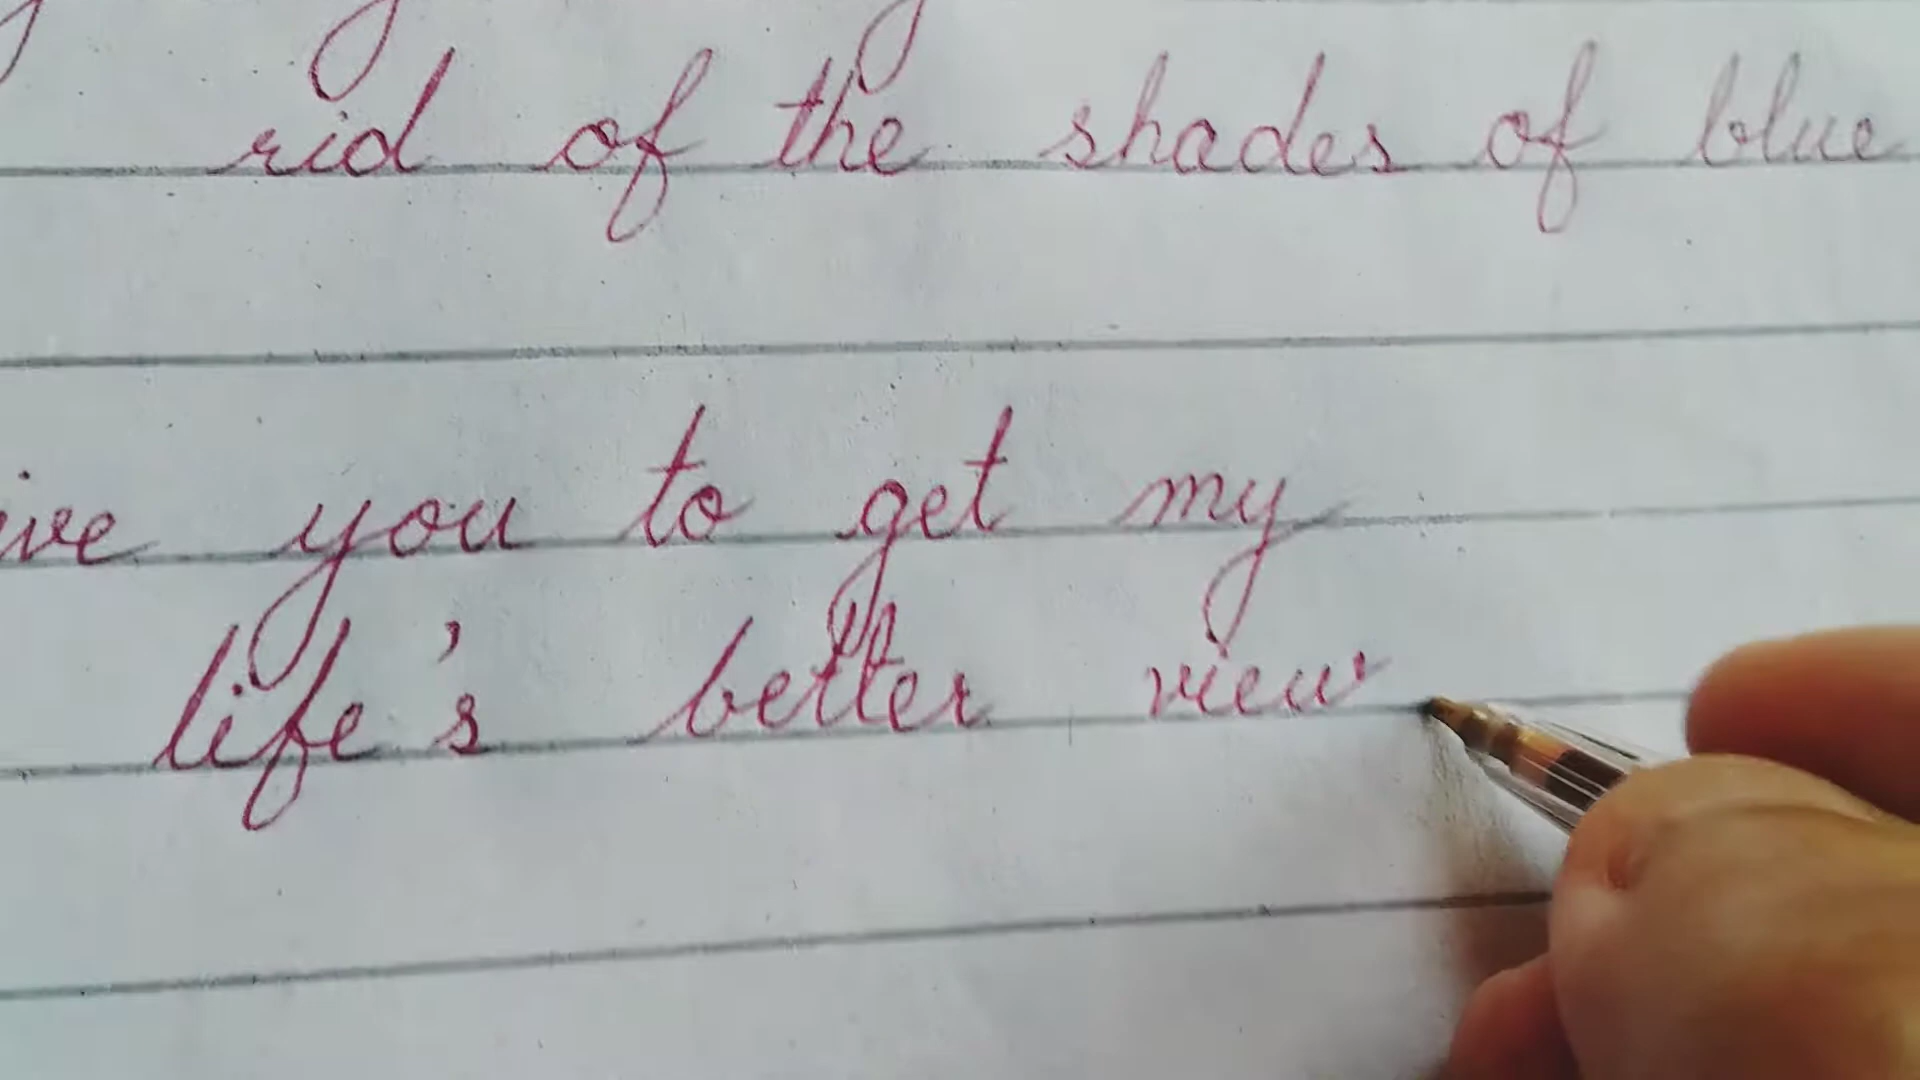 rid of the shades of blue
ive you to get my
life's better view